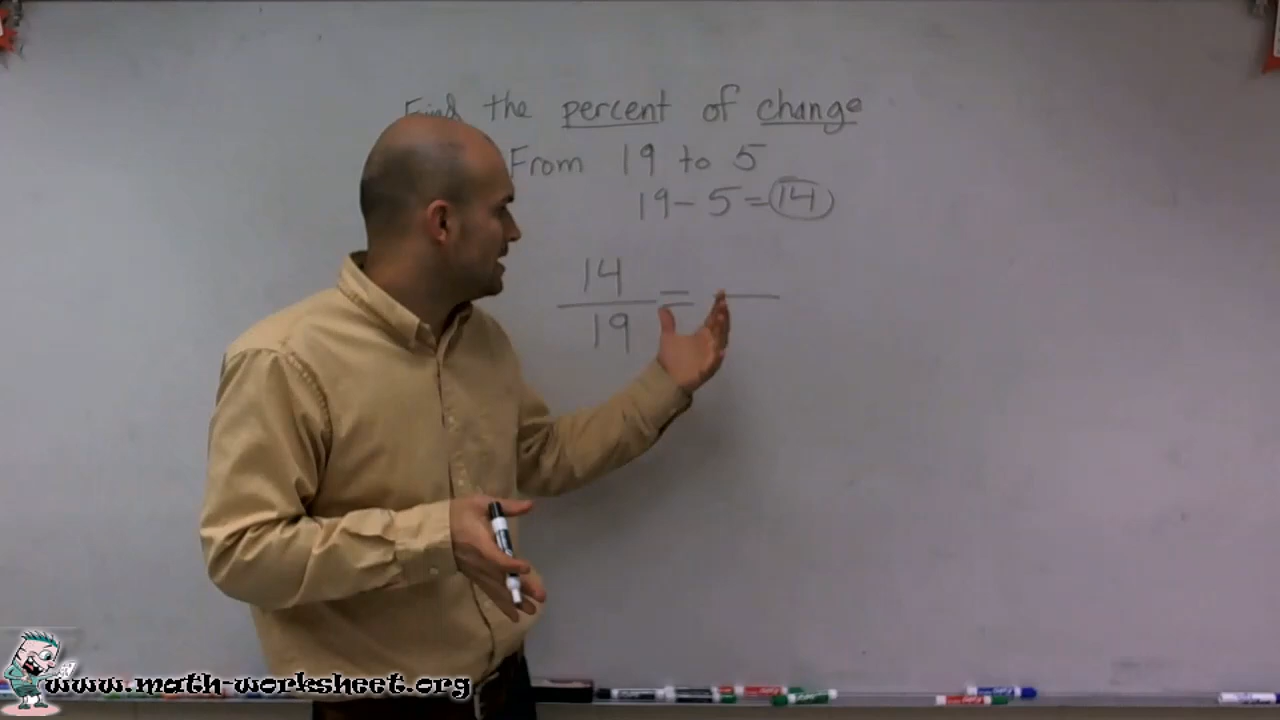 Find the percent of change
From 19 to 5
19 - 5 = 14
14
19
=
www.math-worksheet.org